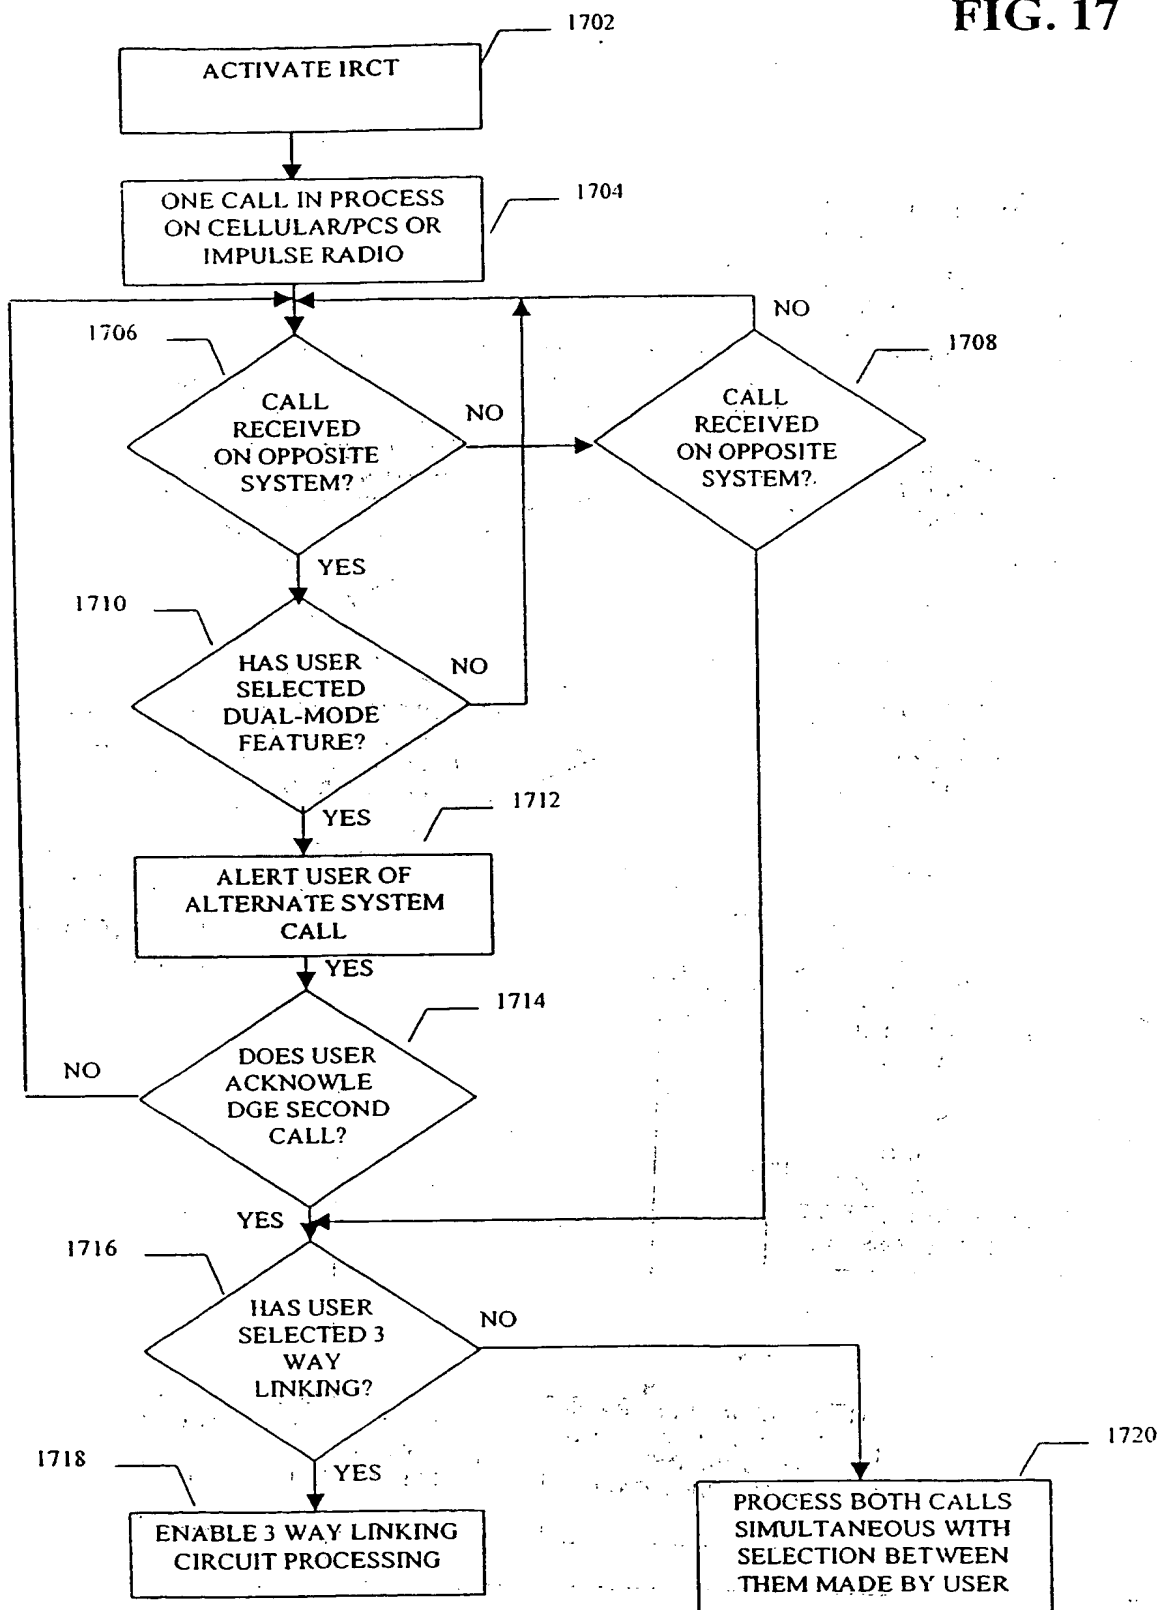 FIG. 17
1702
ACTIVATE IRCT
1704
ONE CALL IN PROCESS
ON CELLULAR/PCS OR
IMPULSE RADIO
1706
CALL
RECEIVED
ON OPPOSITE
SYSTEM?
NO
1708
CALL
RECEIVED
ON OPPOSITE
SYSTEM?
NO
YES
1710
HAS USER
SELECTED
DUAL-MODE
FEATURE?
NO
YES
1712
ALERT USER OF
ALTERNATE SYSTEM
CALL
YES
1714
DOES USER
ACKNOWLE
DGE SECOND
CALL?
NO
YES
1716
HAS USER
SELECTED 3
WAY
LINKING?
NO
YES
1718
ENABLE 3 WAY LINKING
CIRCUIT PROCESSING
1720
PROCESS BOTH CALLS
SIMULTANEOUS WITH
SELECTION BETWEEN
THEM MADE BY USER